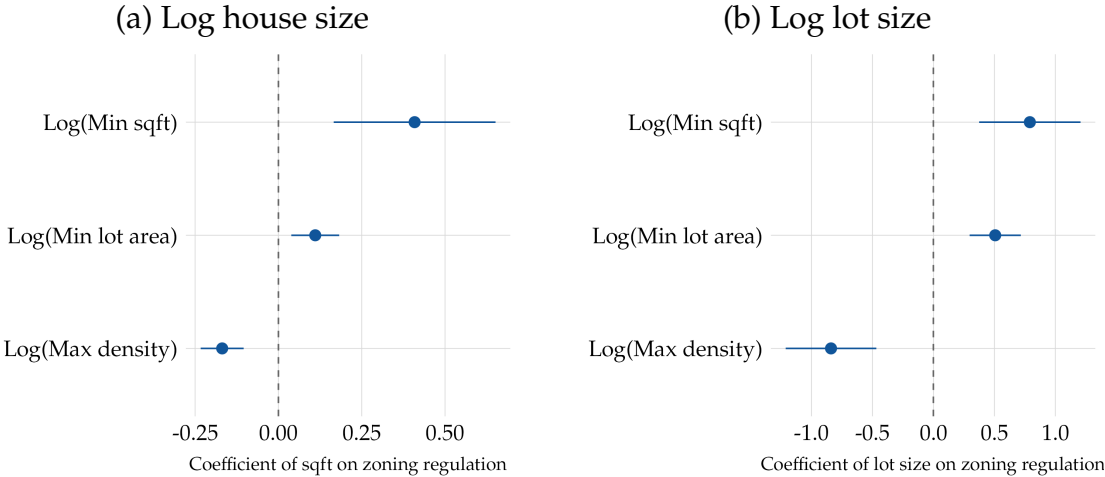 (a) Log house size
Log(Min sqft)
Log(Min lot area)
Log(Max density)
-0.25 0.00 0.25 0.50
Coefficient of sqft on zoning regulation
(b) Log lot size
Log(Min sqft)
Log(Min lot area)
Log(Max density)
-1.0 -0.5 0.0 0.5 1.0
Coefficient of lot size on zoning regulation